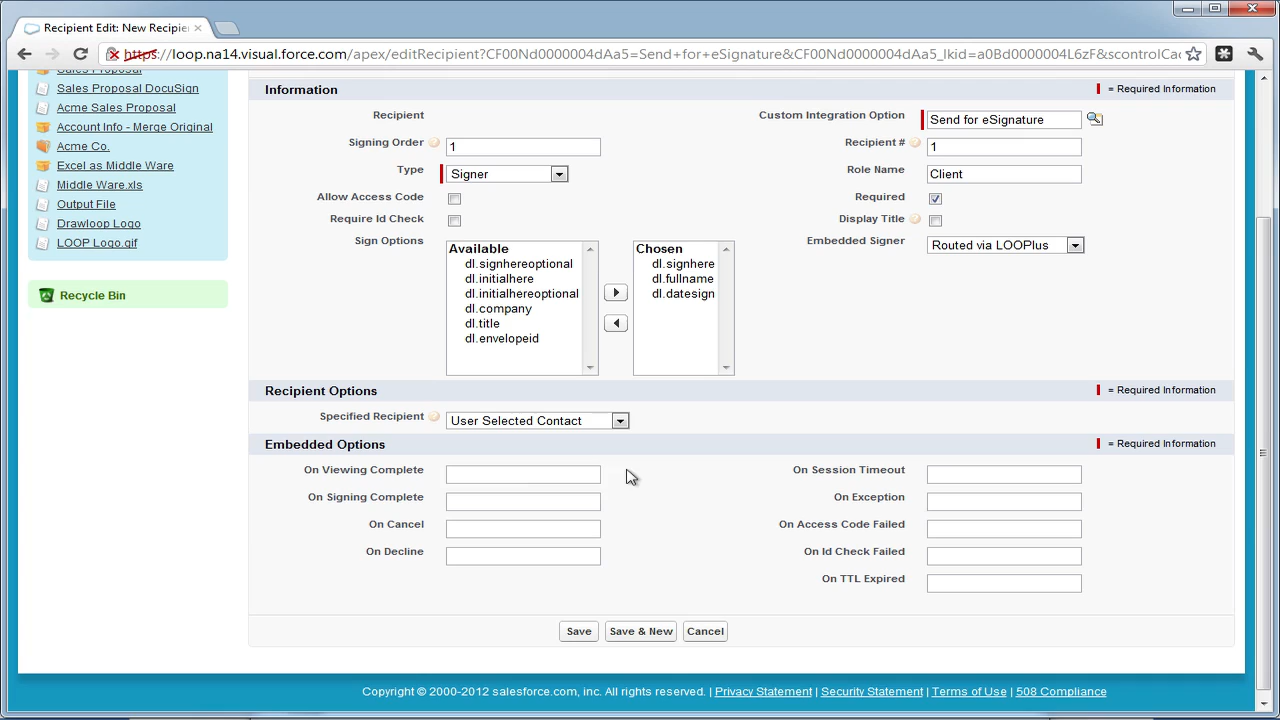 Recipient Edit: New Recipie
https://loop.na14.visual.force.com/apex/editRecipient?CF00Nd0000004dAa5=Send+for+eSignature&CF00Nd0000004dAa5_lkid=a0Bd0000004L6zF&scontrolCac
Sales Proposal
Sales Proposal DocuSign
Acme Sales Proposal
Account Info - Merge Original
Acme Co.
Excel as Middle Ware
Middle Ware.xls
Output File
Drawloop Logo
LOOP Logo.gif
Recycle Bin
Information
= Required Information
Recipient
Custom Integration Option Send for eSignature
Signing Order 1
Recipient # 1
Type Signer
Role Name Client
Allow Access Code
Required
Require Id Check
Display Title
Sign Options
Embedded Signer Routed via LOOPlus
Available
dl.signhereoptional
dl.initialhere
dl.initialhereoptional
dl.company
dl.title
dl.envelopeid
Chosen
dl.signhere
dl.fullname
dl.datesign
Recipient Options
= Required Information
Specified Recipient User Selected Contact
Embedded Options
= Required Information
On Viewing Complete
On Session Timeout
On Signing Complete
On Exception
On Cancel
On Access Code Failed
On Decline
On Id Check Failed
On TTL Expired
Save Save & New Cancel
Copyright © 2000-2012 salesforce.com, inc. All rights reserved. | Privacy Statement | Security Statement | Terms of Use | 508 Compliance